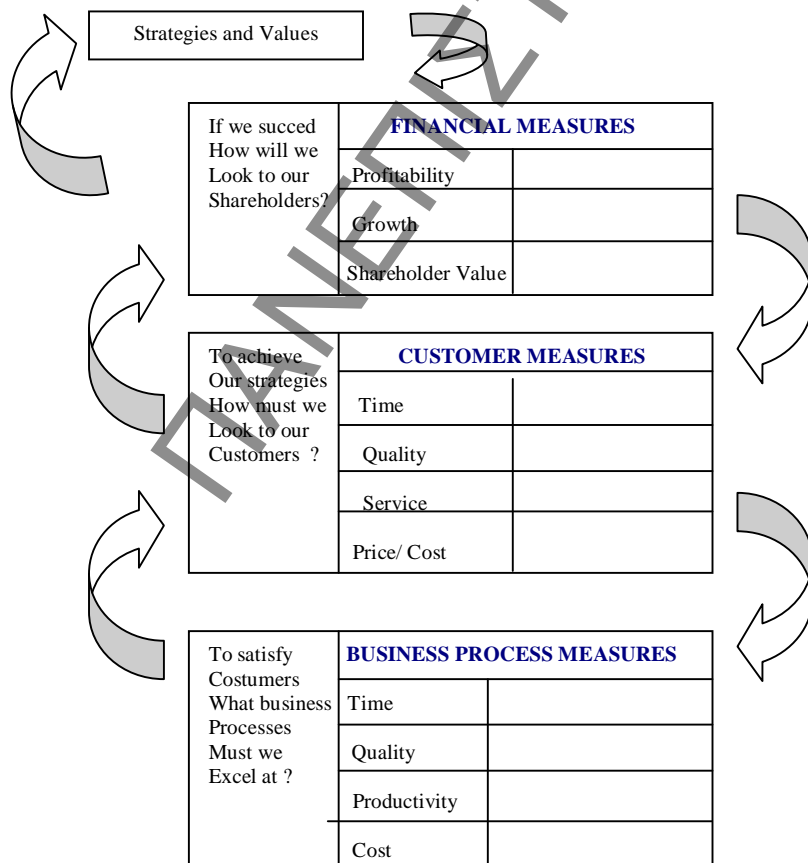 Strategies and Values
If we succed
How will we
Look to our
Shareholders?
FINANCIAL MEASURES
Profitability
Growth
Shareholder Value
To achieve
Our strategies
How must we
Look to our
Customers ?
CUSTOMER MEASURES
Time
Quality
Service
Price/ Cost
To satisfy
Costumers
What business
Processes
Must we
Excel at ?
BUSINESS PROCESS MEASURES
Time
Quality
Productivity
Cost
ΠΑΝΕΠΙΣΤ